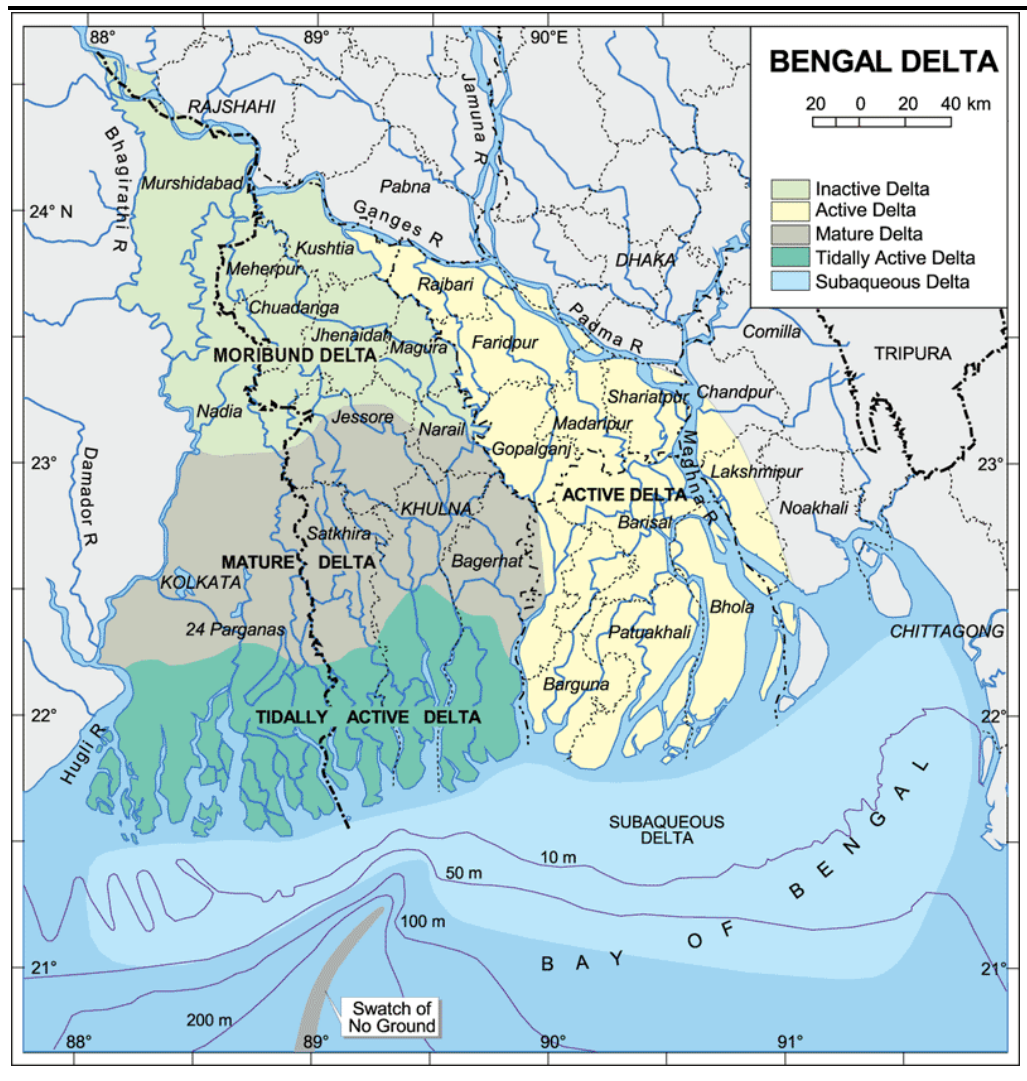 88°
89°
90°E
BENGAL DELTA
20 0 20 40 km
Inactive Delta
Active Delta
Mature Delta
Tidally Active Delta
Subaqueous Delta
RAJSHAHI
Jamuna R
Bhagirathi R
Murshidabad
Pabna
24° N
Ganges R
Kushtia
DHAKA
Meherpur
Rajbari
Chuadanga
Padma R
Comilla
Jhenaidah
Magura
Faridpur
MORIBUND DELTA
TRIPURA
Shariatpur
Chandpur
Nadia
Jessore
Narail
Madaripur
Gopalganj
Meghna R
23°
23°
Damador R
Lakshmipur
ACTIVE DELTA
Noakhali
KHULNA
Barisal
Satkhira
Bagerhat
MATURE DELTA
KOLKATA
Bhola
24 Parganas
Patuakhali
CHITTAGONG
Barguna
22°
22°
TIDALLY ACTIVE DELTA
Hugli R
SUBAQUEOUS
DELTA
10 m
50 m
100 m
BAY OF BENGAL
21°
21°
Swatch of
No Ground
200 m
88°
89°
90°
91°